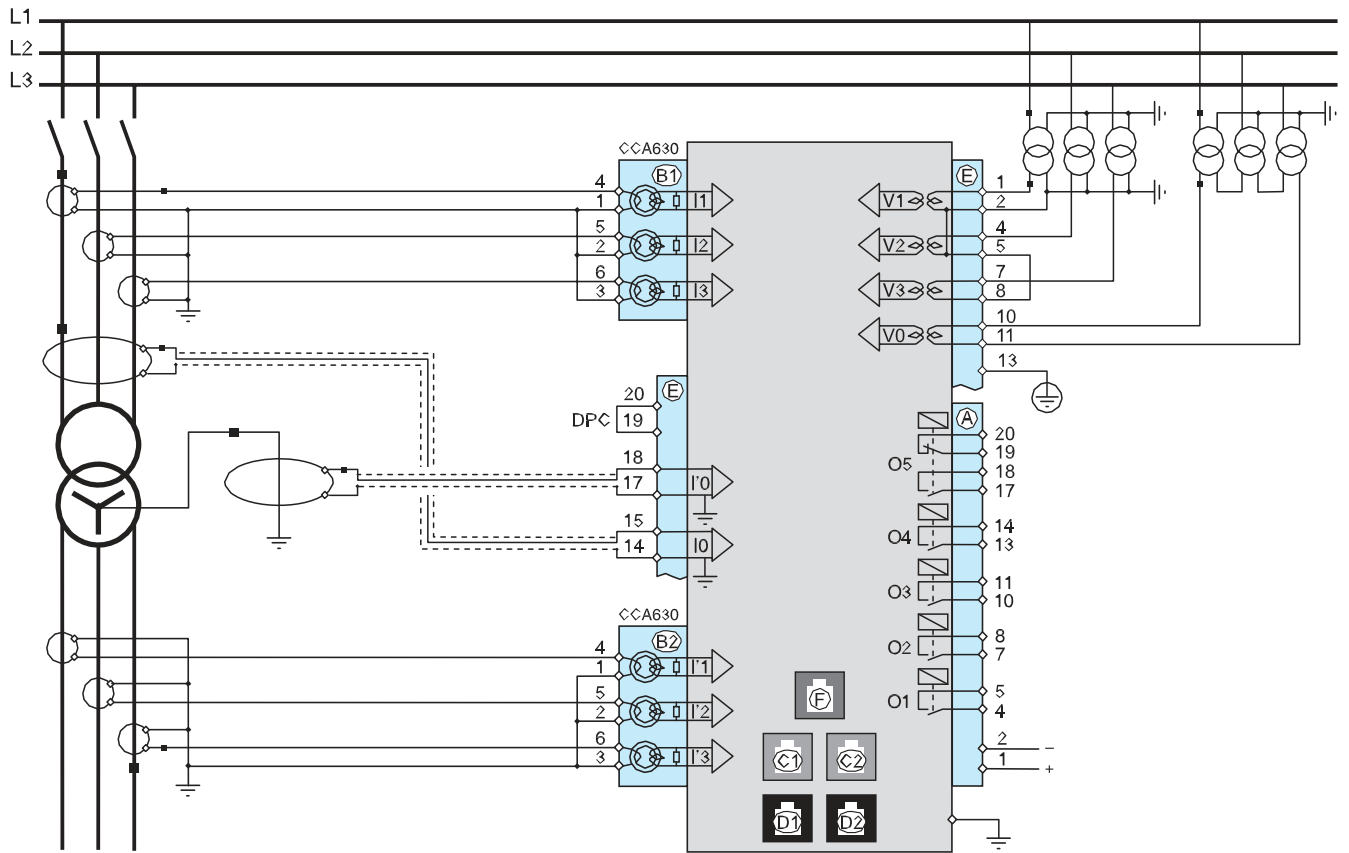 L1
L2
L3
CCA630
B1
4
1
I1
5
2
I2
6
3
I3
E
1
2
V1
4
5
V2
7
8
V3
10
11
V0
13
E
20
DPC 19
18
17
I'0
15
14
I0
A
20
19
O5
18
17
14
O4
13
11
O3
10
8
O2
7
5
O1
4
2 −
1 +
CCA630
B2
4
1
I'1
5
2
I'2
6
3
I'3
F
C1 C2
D1 D2